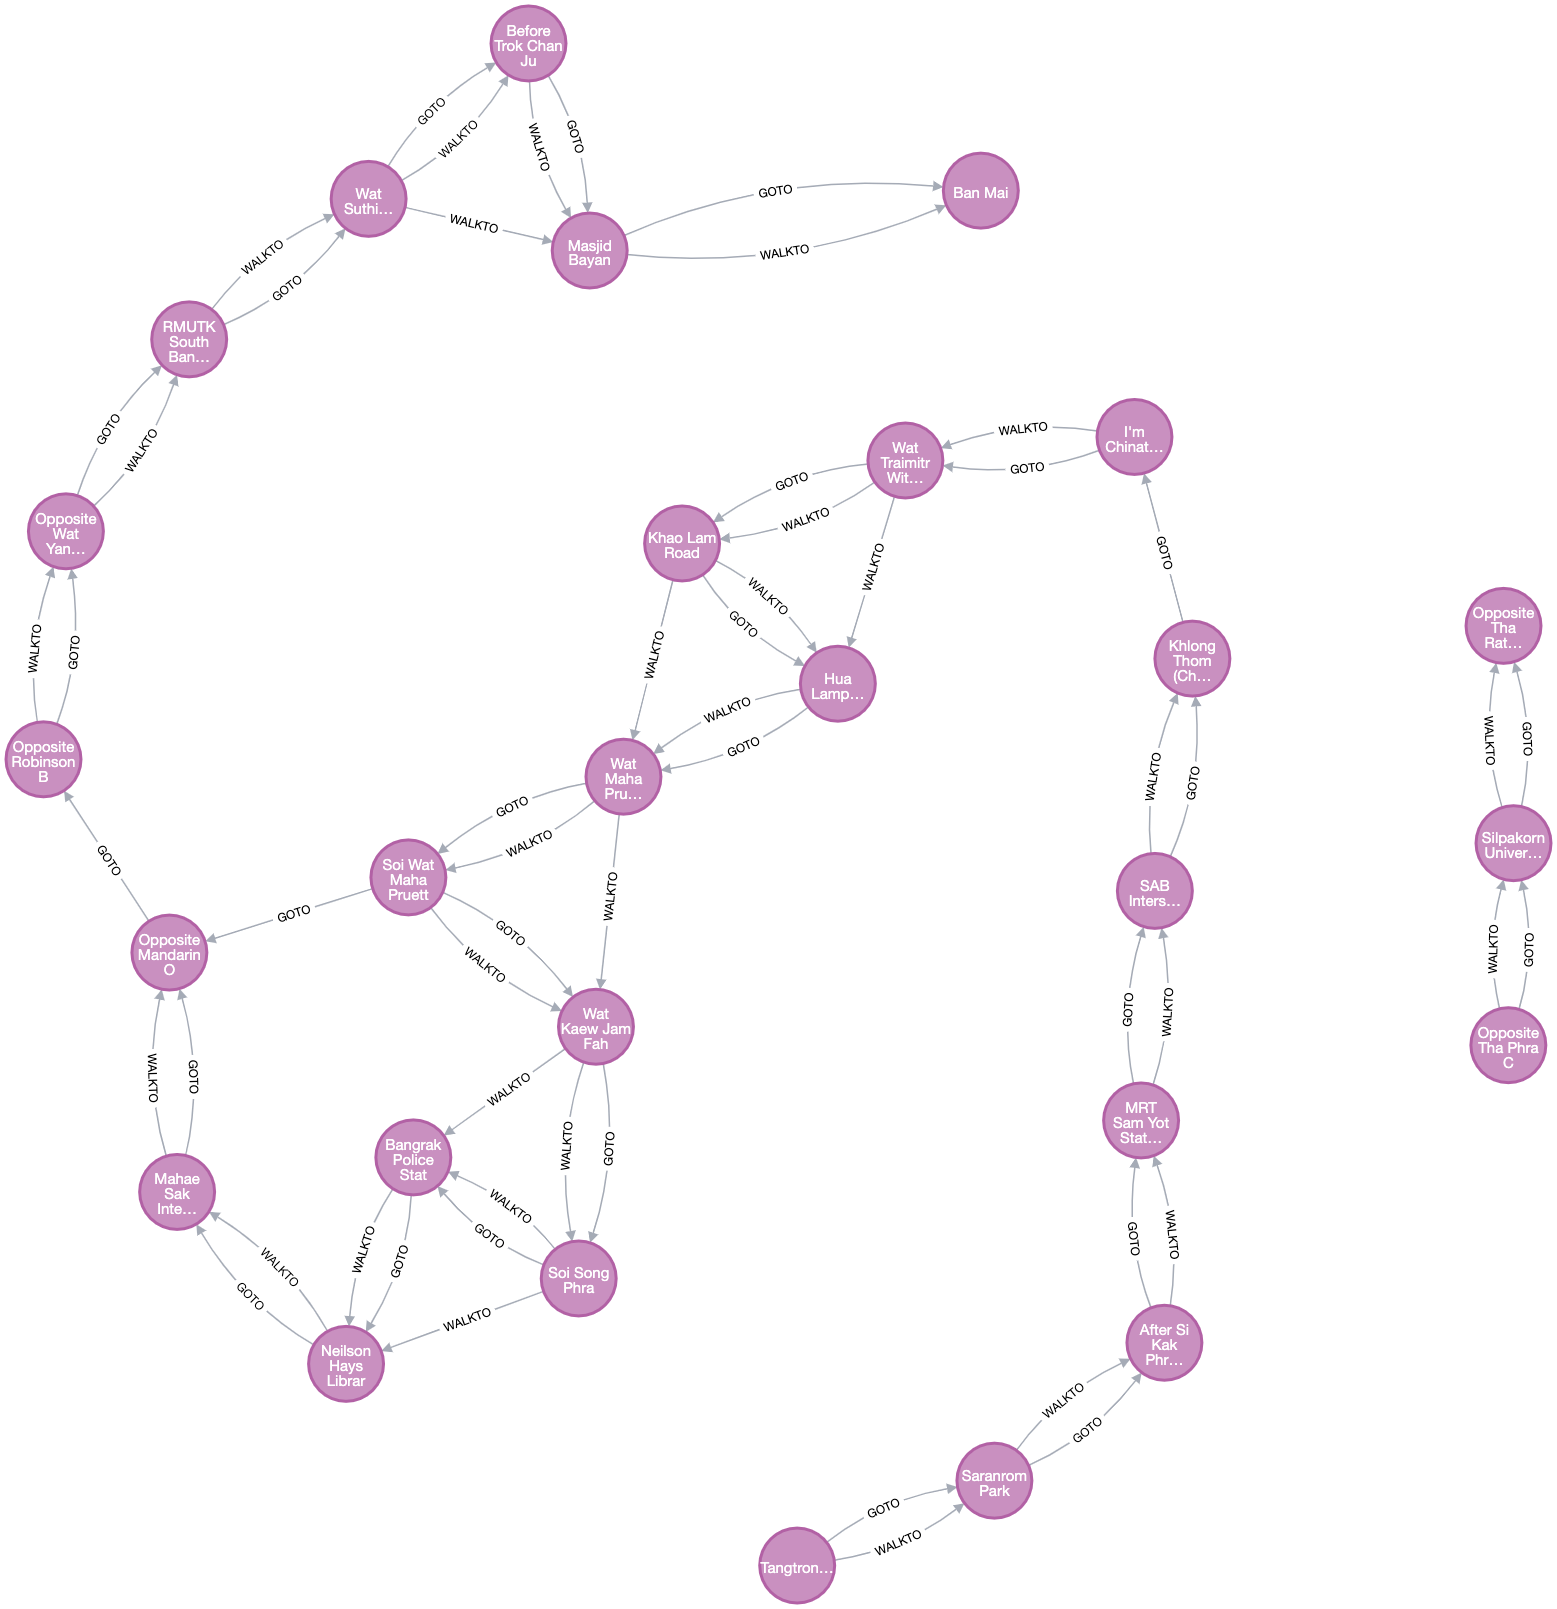 Before
Trok Chan
Ju
GOTO
WALKTO
WALKTO
GOTO
Wat
Suthi…
WALKTO
Masjid
Bayan
GOTO
WALKTO
Ban Mai
WALKTO
GOTO
RMUTK
South
Ban…
GOTO
WALKTO
Opposite
Wat
Yan…
WALKTO
GOTO
Opposite
Robinson
B
GOTO
I'm
Chinat…
WALKTO
GOTO
Wat
Traimitr
Wit…
GOTO
WALKTO
WALKTO
Khao Lam
Road
WALKTO
GOTO
WALKTO
GOTO
Hua
Lamp…
WALKTO
GOTO
Wat
Maha
Pru…
GOTO
WALKTO
WALKTO
Soi Wat
Maha
Pruett
GOTO
GOTO
WALKTO
Opposite
Mandarin
O
WALKTO
GOTO
Wat
Kaew Jam
Fah
WALKTO
WALKTO
GOTO
Bangrak
Police
Stat
WALKTO
GOTO
WALKTO
GOTO
Mahae
Sak
Inte…
WALKTO
GOTO
Soi Song
Phra
WALKTO
Neilson
Hays
Librar
Khlong
Thom
(Ch…
WALKTO
GOTO
SAB
Inters…
GOTO
WALKTO
MRT
Sam Yot
Stat…
GOTO
WALKTO
After Si
Kak
Phr…
WALKTO
GOTO
Saranrom
Park
GOTO
WALKTO
Tangtron…
Opposite
Tha
Rat…
WALKTO
GOTO
Silpakorn
Univer…
WALKTO
GOTO
Opposite
Tha Phra
C